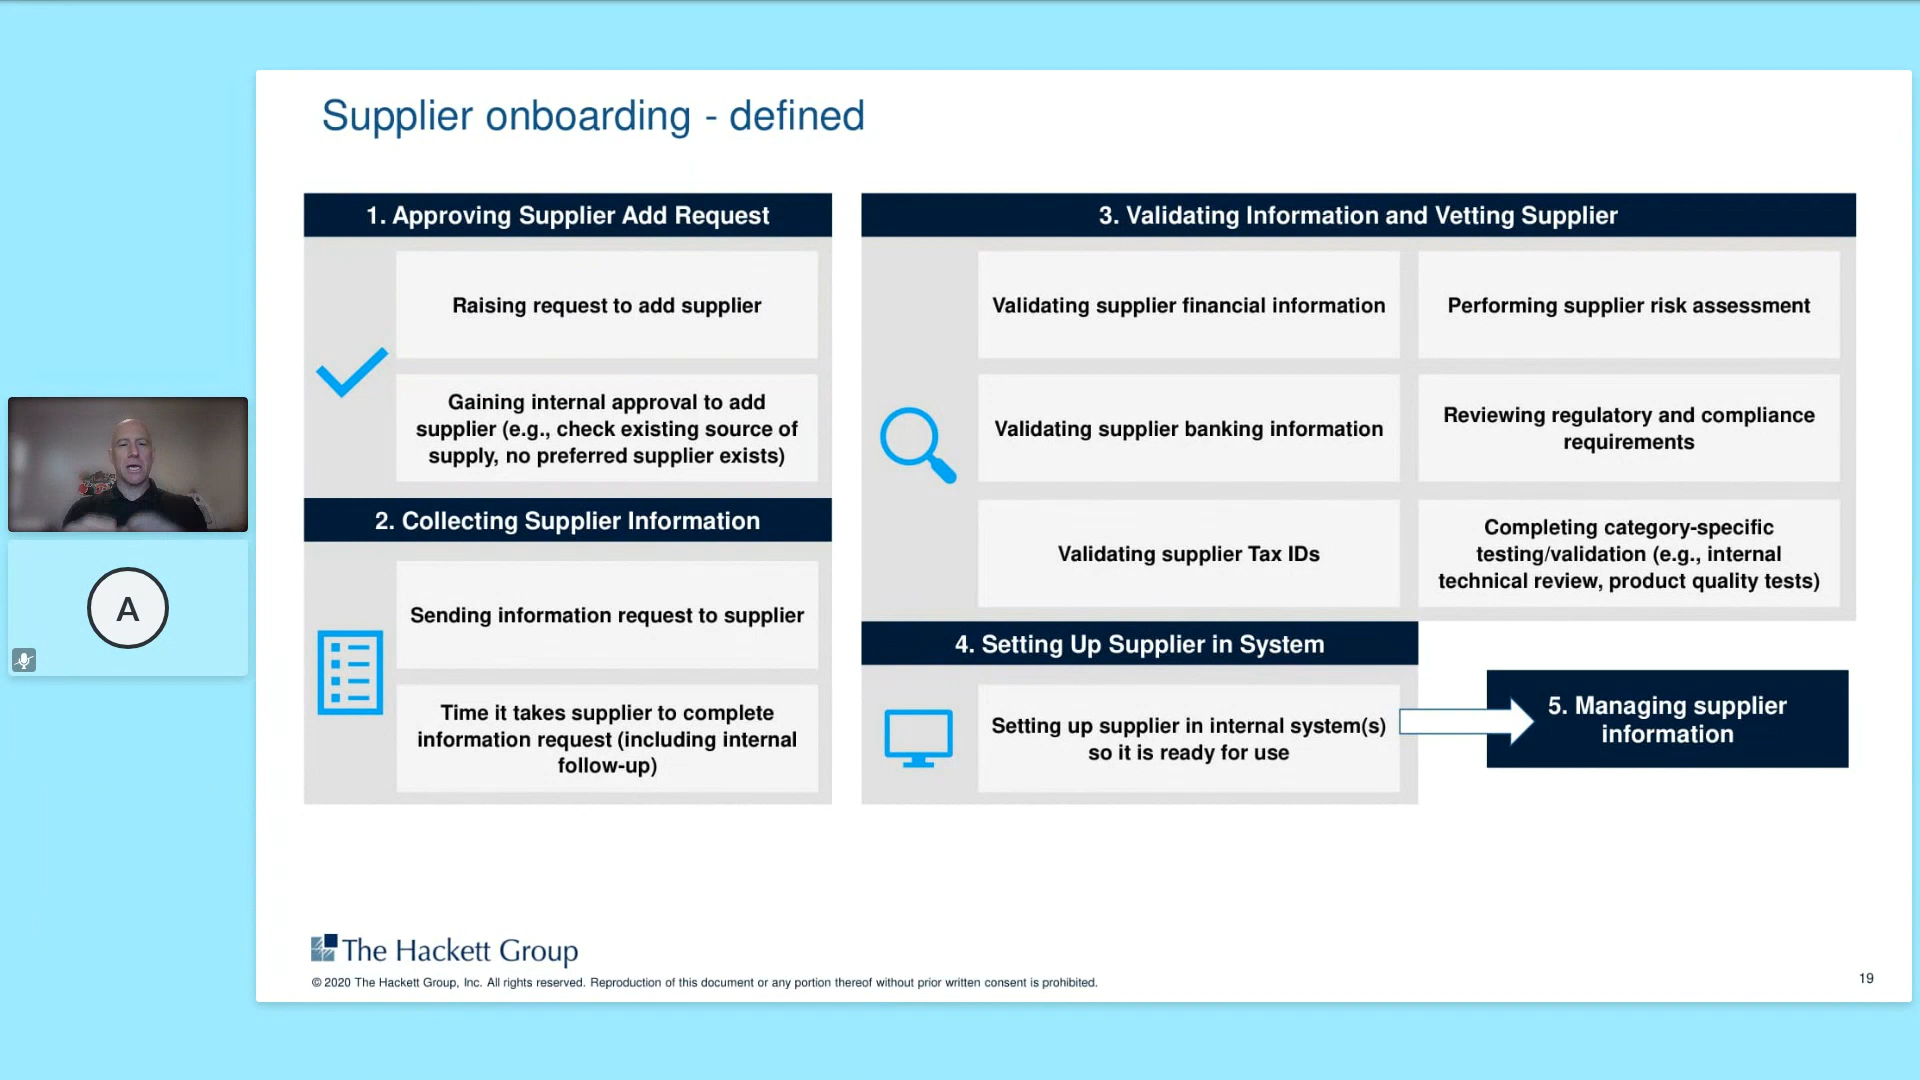 Supplier onboarding - defined
1. Approving Supplier Add Request
Raising request to add supplier
Gaining internal approval to add
supplier (e.g., check existing source of
supply, no preferred supplier exists)
2. Collecting Supplier Information
Sending information request to supplier
Time it takes supplier to complete
information request (including internal
follow-up)
3. Validating Information and Vetting Supplier
Validating supplier financial information
Performing supplier risk assessment
Validating supplier banking information
Reviewing regulatory and compliance
requirements
Validating supplier Tax IDs
Completing category-specific
testing/validation (e.g., internal
technical review, product quality tests)
4. Setting Up Supplier in System
Setting up supplier in internal system(s)
so it is ready for use
5. Managing supplier
information
A
The Hackett Group
© 2020 The Hackett Group, Inc. All rights reserved. Reproduction of this document or any portion thereof without prior written consent is prohibited.
19